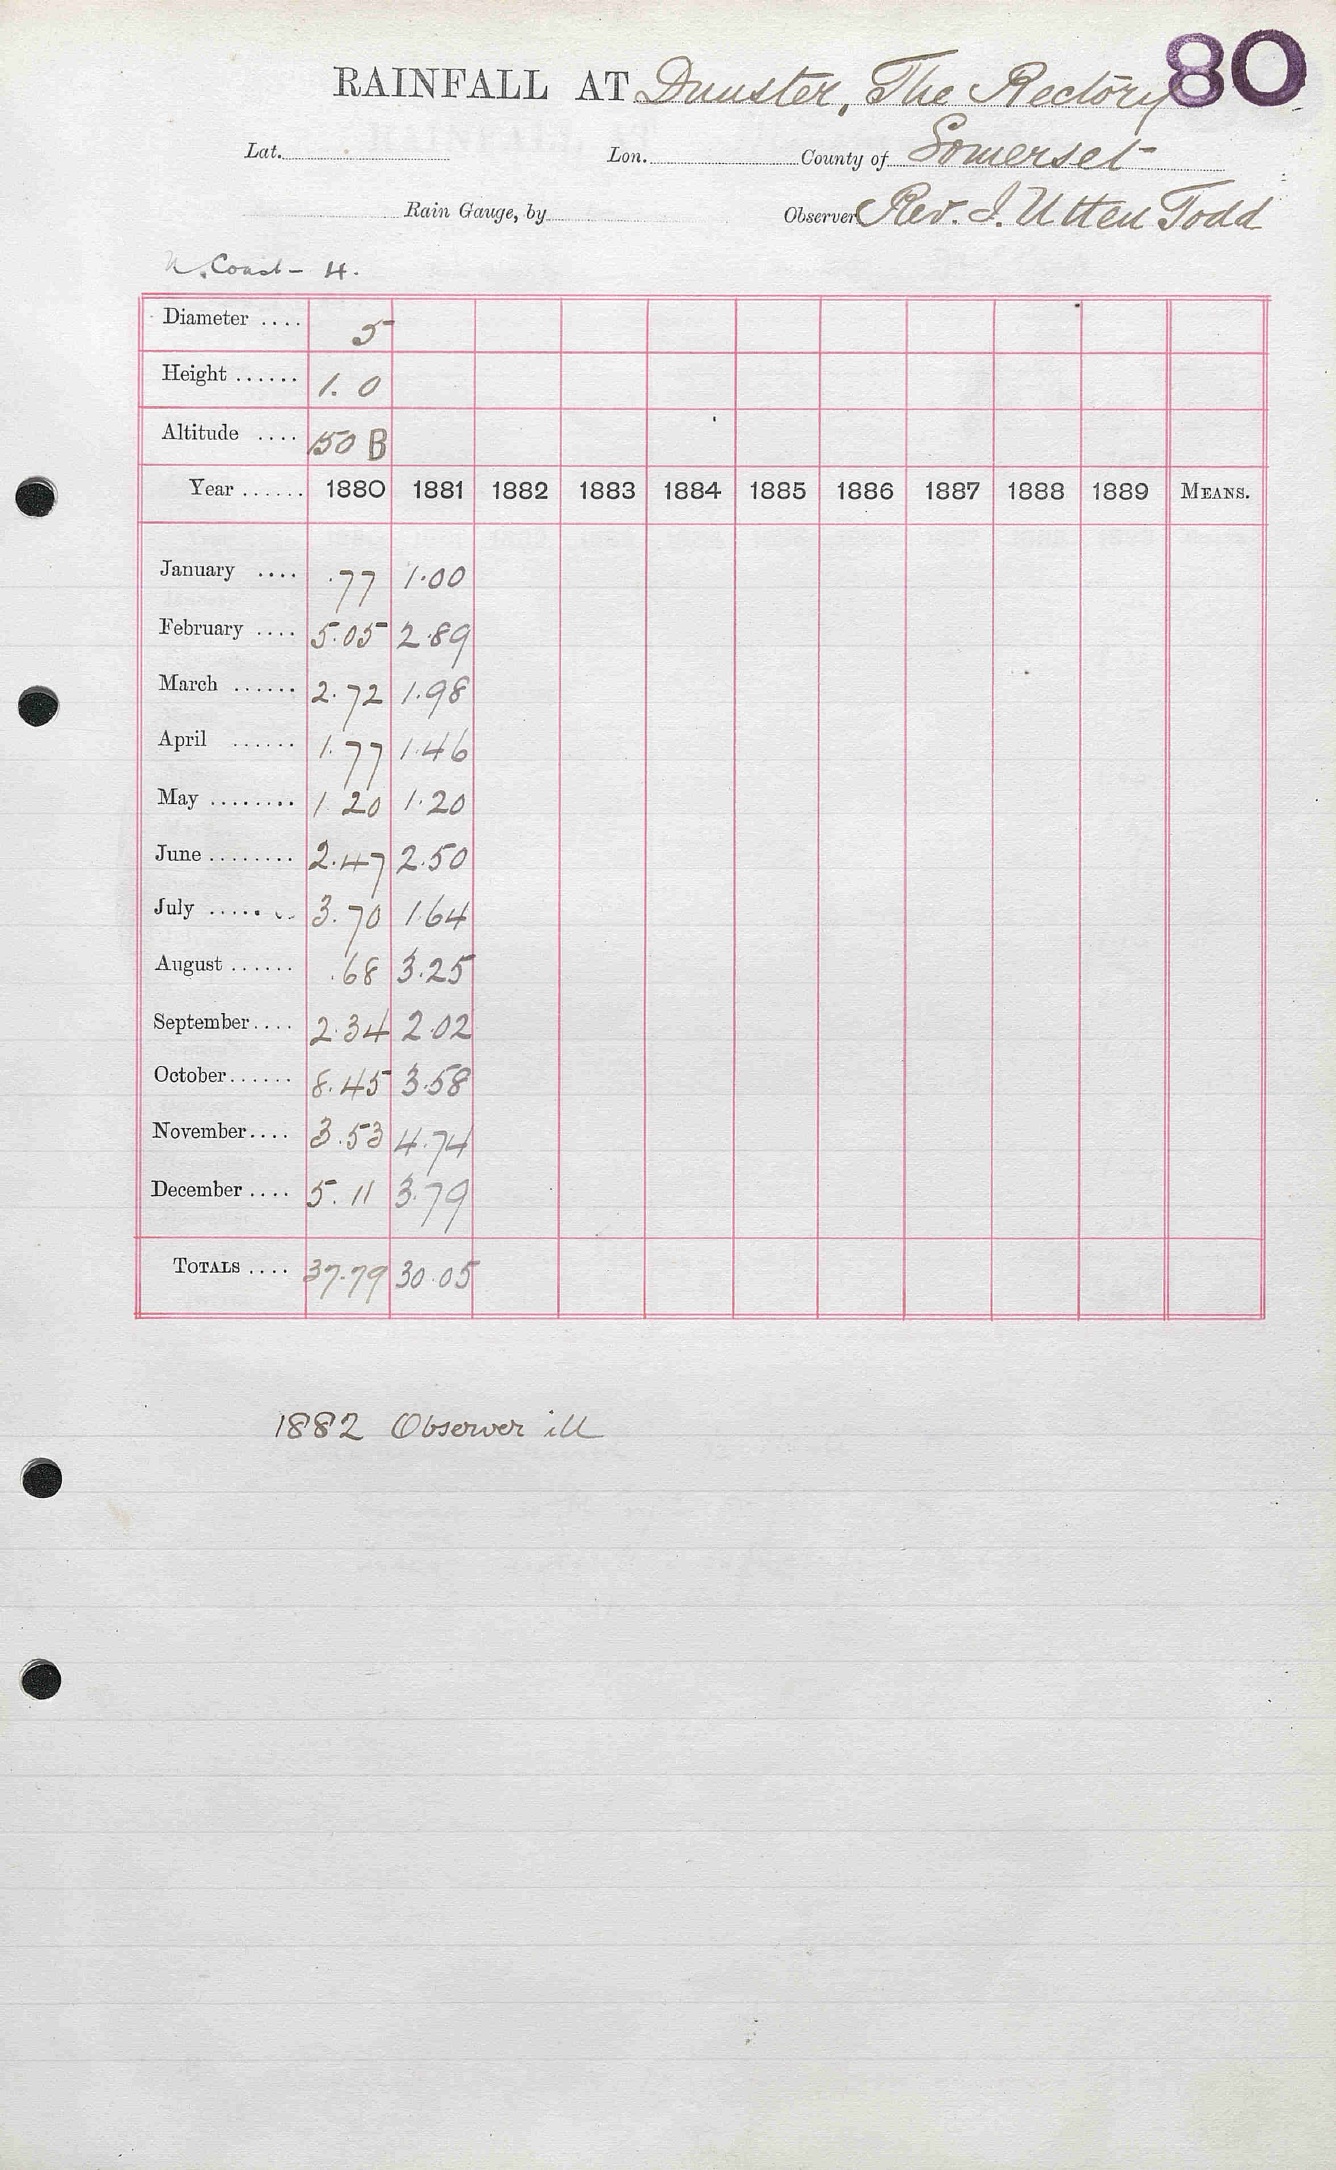 80
RAINFALL AT Dunster, The Rectory
Lat. Lon. County of Somerset
Rain Gauge, by Observer Rev. J. Utten Todd
N. Coast - 4.
Diameter .... 5
Height ...... 1. 0
Altitude .... 150 B
Year ...... 1880 1881 1882 1883 1884 1885 1886 1887 1888 1889 MEANS.
January .... .77 1.00
February .... 5.05 2.89
March ...... 2.72 1.98
April ...... 1.77 1.46
May ........ 1.20 1.20
June ........ 2.47 2.50
July ....... 3.70 1.64
August ...... .68 3.25
September.... 2.34 2.02
October...... 8.45 3.58
November.... 3.53 4.74
December .... 5.11 3.79
TOTALS .... 37.79 30.05
1882 Observer ill